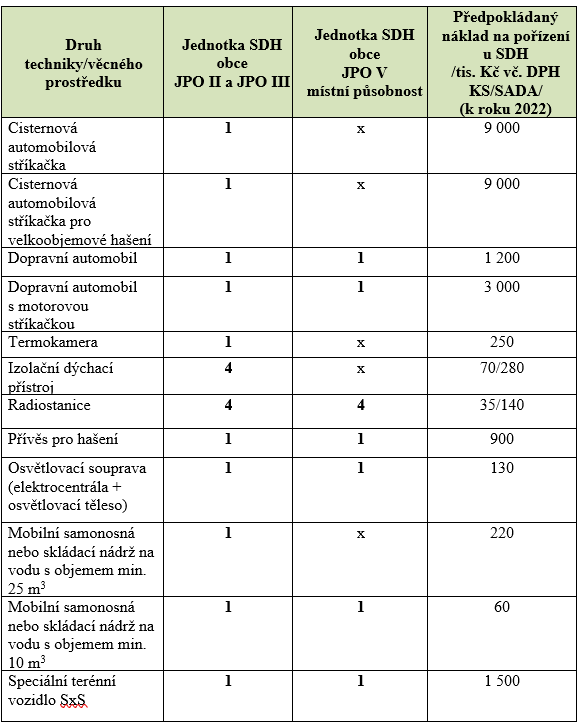 Druh
techniky/věcného
prostředku
Jednotka SDH
obce
JPO II a JPO III
Jednotka SDH
obce
JPO V
místní působnost
Předpokládaný
náklad na pořízení
u SDH
/tis. Kč vč. DPH
KS/SADA/
(k roku 2022)
Cisternová
automobilová
stříkačka
1
x
9 000
Cisternová
automobilová
stříkačka pro
velkoobjemové hašení
1
x
9 000
Dopravní automobil
1
1
1 200
Dopravní automobil
s motorovou
stříkačkou
1
1
3 000
Termokamera
1
x
250
Izolační dýchací
přístroj
4
x
70/280
Radiostanice
4
4
35/140
Přívěs pro hašení
1
1
900
Osvětlovací souprava
(elektrocentrála +
osvětlovací těleso)
1
1
130
Mobilní samonosná
nebo skládací nádrž na
vodu s objemem min.
25 m³
1
x
220
Mobilní samonosná
nebo skládací nádrž na
vodu s objemem min.
10 m³
1
1
60
Speciální terénní
vozidlo SxS
1
1
1 500